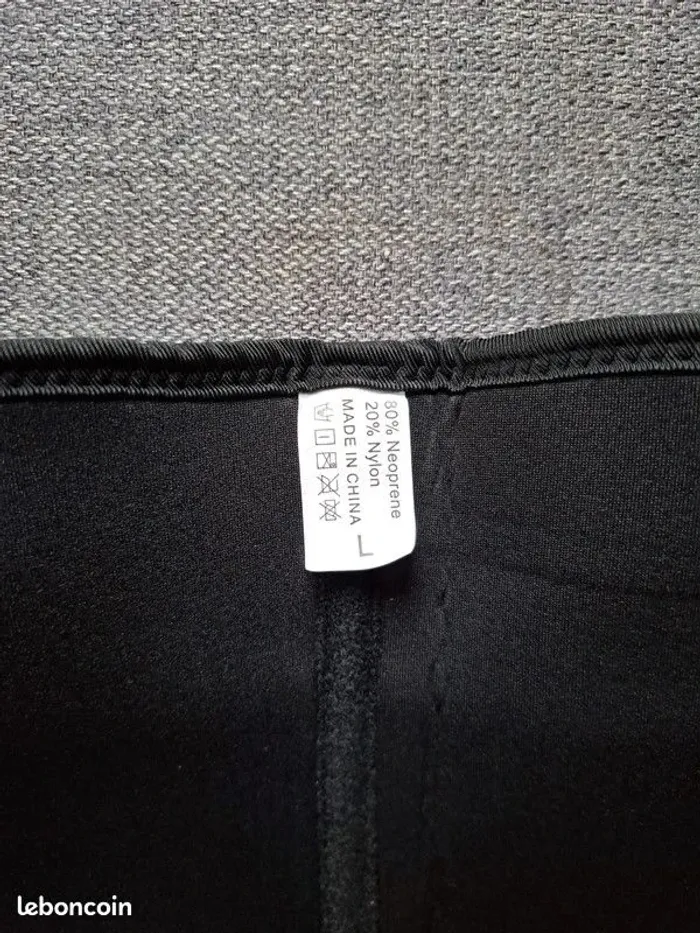 80% Neoprene
20% Nylon
MADE IN CHINA
L
leboncoin